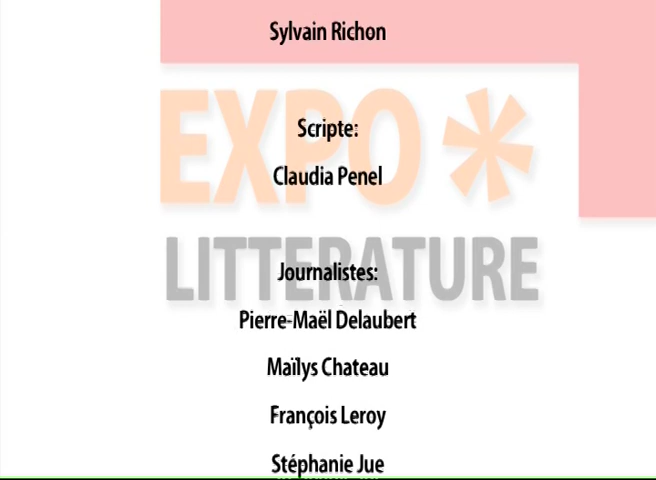 Sylvain Richon
EXPO *
Scripte:
Claudia Penel
LITTERATURE
Journalistes:
Pierre-Maël Delaubert
Maïlys Chateau
François Leroy
Stéphanie Jue